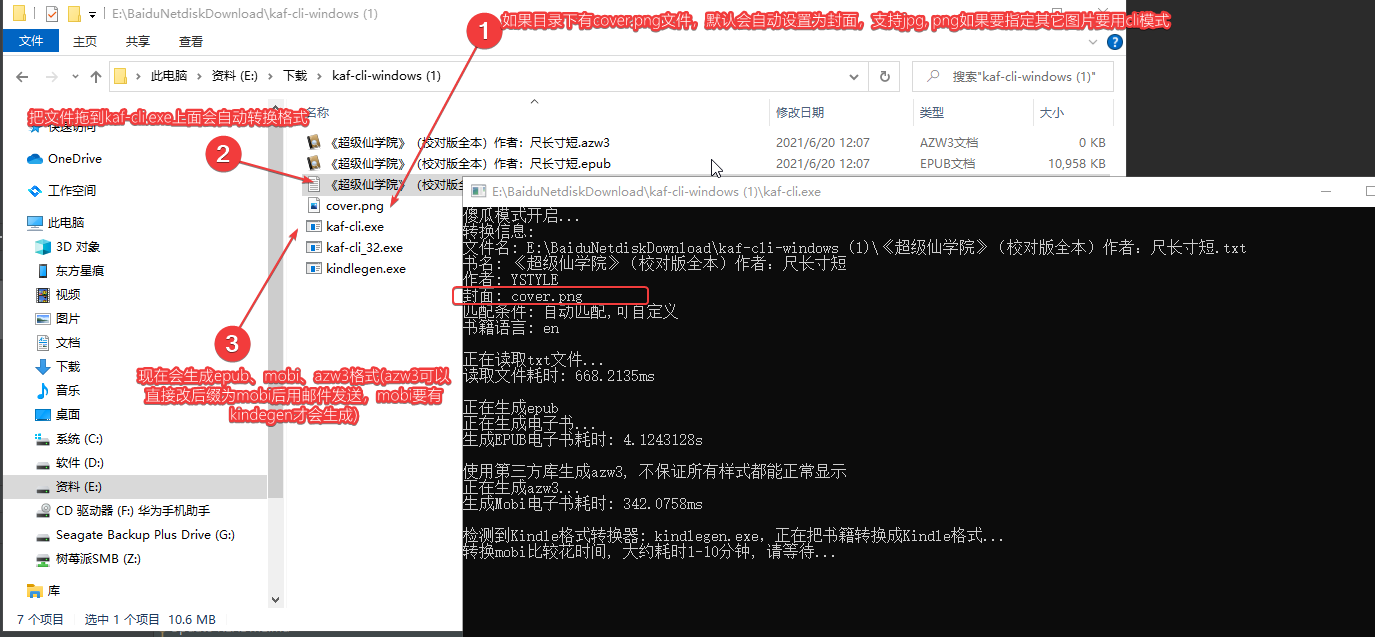 E:\BaiduNetdiskDownload\kaf-cli-windows (1)
文件 主页 共享 查看
1 如果目录下有cover.png文件，默认会自动设置为封面，支持jpg, png如果要指定其它图片要用cli模式
此电脑 › 资料 (E:) › 下载 › kaf-cli-windows (1)
搜索"kaf-cli-windows (1)"
把文件拖到kaf-cli.exe上面会自动转换格式
2
名称 修改日期 类型 大小
《超级仙学院》（校对版全本）作者：尺长寸短.azw3 2021/6/20 12:07 AZW3文档 0 KB
《超级仙学院》（校对版全本）作者：尺长寸短.epub 2021/6/20 12:07 EPUB文档 10,958 KB
《超级仙学院》（校对版全
cover.png
kaf-cli.exe
kaf-cli_32.exe
kindlegen.exe
3
现在会生成epub、mobi、azw3格式(azw3可以
直接改后缀为mobi后用邮件发送，mobi要有
kindegen才会生成)
快速访问
OneDrive
工作空间
此电脑
3D 对象
东方星痕
视频
图片
文档
下载
音乐
桌面
系统 (C:)
软件 (D:)
资料 (E:)
CD 驱动器 (F:) 华为手机助手
Seagate Backup Plus Drive (G:)
树莓派SMB (Z:)
库
7 个项目 选中 1 个项目 10.6 MB
E:\BaiduNetdiskDownload\kaf-cli-windows (1)\kaf-cli.exe
傻瓜模式开启...
转换信息:
文件名: E:\BaiduNetdiskDownload\kaf-cli-windows (1)\《超级仙学院》（校对版全本）作者：尺长寸短.txt
书名: 《超级仙学院》（校对版全本）作者：尺长寸短
作者: YSTYLE
封面: cover.png
匹配条件: 自动匹配,可自定义
书籍语言: en
正在读取txt文件...
读取文件耗时: 668.2135ms
正在生成epub
正在生成电子书...
生成EPUB电子书耗时: 4.1243128s
使用第三方库生成azw3, 不保证所有样式都能正常显示
正在生成azw3...
生成Mobi电子书耗时: 342.0758ms
检测到Kindle格式转换器: kindlegen.exe，正在把书籍转换成Kindle格式...
转换mobi比较花时间, 大约耗时1-10分钟, 请等待...